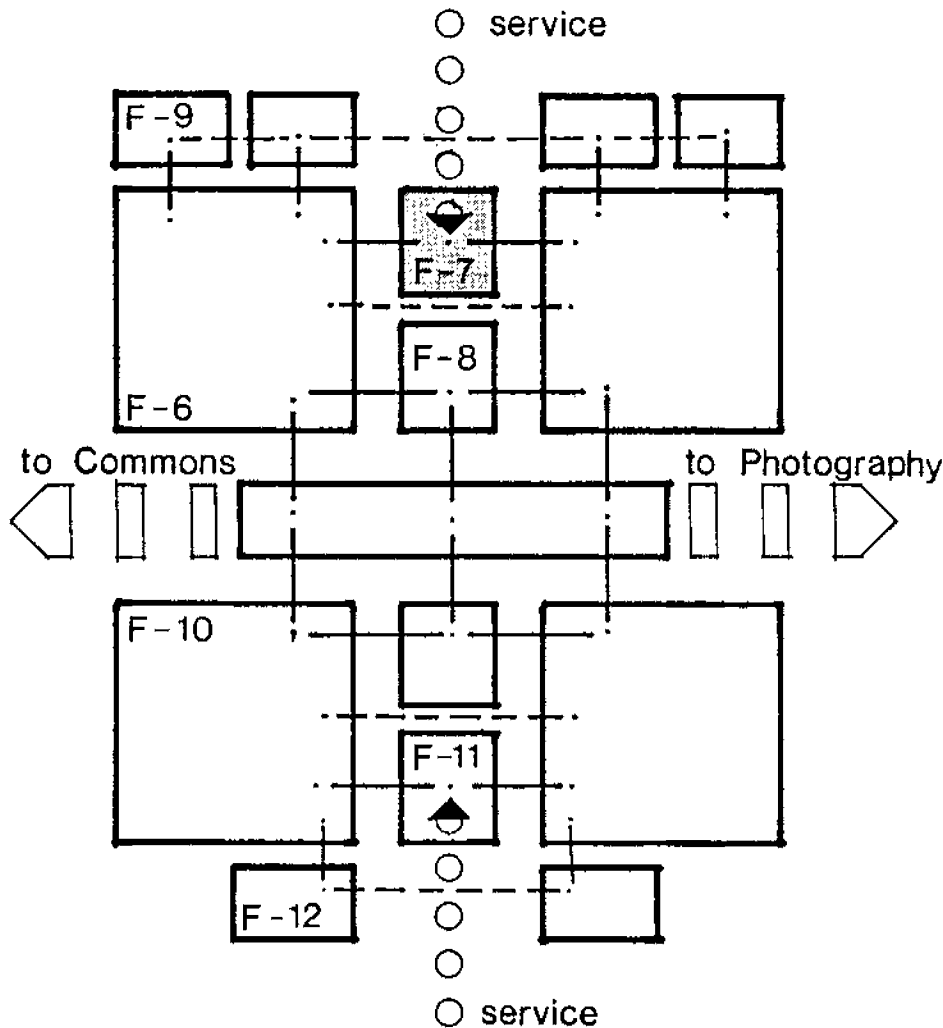 service
F-9
F-7
F-8
F-6
to Commons
to Photography
F-10
F-11
F-12
service